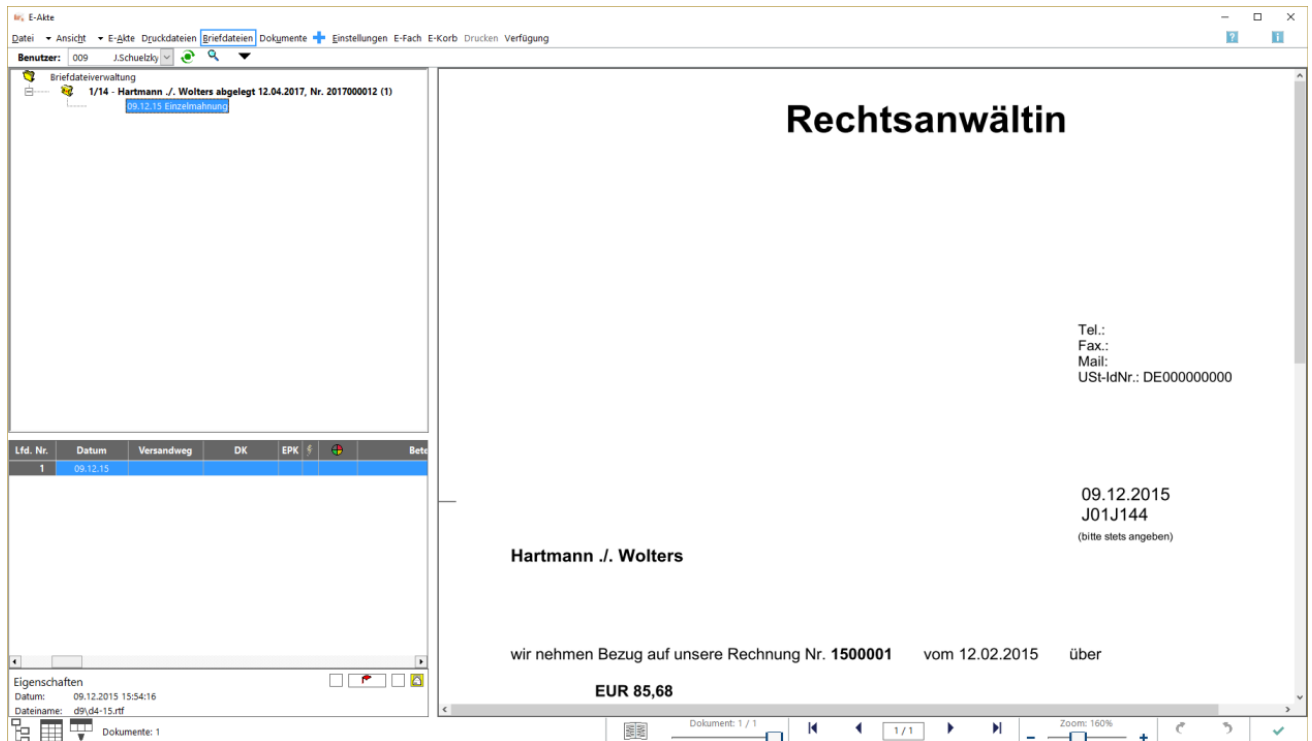 E-Akte
Datei Ansicht E-Akte Druckdateien Briefdateien Dokumente Einstellungen E-Fach E-Korb Drucken Verfügung
Benutzer: 009 J.Schuelzky
Briefdateiverwaltung
1/14 - Hartmann ./. Wolters abgelegt 12.04.2017, Nr. 2017000012 (1)
09.12.15 Einzelmahnung
Lfd. Nr. Datum Versandweg DK EPK Bete
1 09.12.15
Eigenschaften
Datum: 09.12.2015 15:54:16
Dateiname: d9\d4-15.rtf
Dokumente: 1
Rechtsanwältin
Tel.:
Fax.:
Mail:
USt-IdNr.: DE000000000
09.12.2015
J01J144
(bitte stets angeben)
Hartmann ./. Wolters
wir nehmen Bezug auf unsere Rechnung Nr. 1500001 vom 12.02.2015 über
EUR 85,68
Dokument: 1 / 1
1 / 1
Zoom: 160%